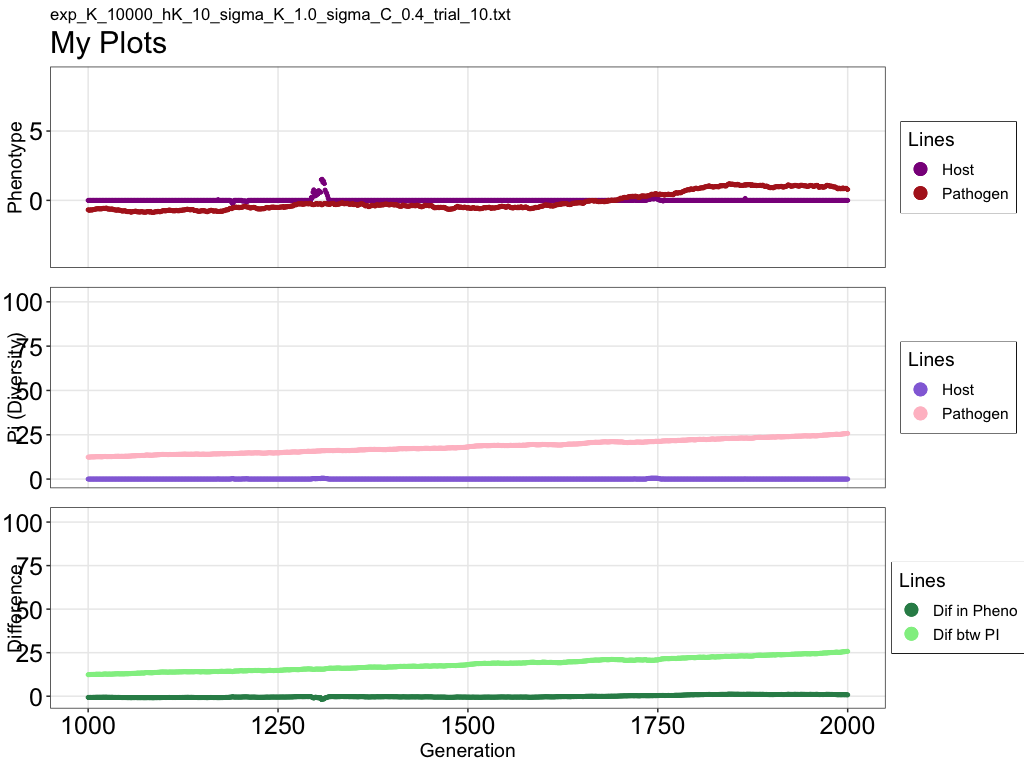 exp_K_10000_hK_10_sigma_K_1.0_sigma_C_0.4_trial_10.txt
My Plots
Phenotype
5
0
Lines
Host
Pathogen
Pi (Diversity)
100
75
50
25
0
Lines
Host
Pathogen
Difference
100
75
50
25
0
Lines
Dif in Pheno
Dif btw PI
1000 1250 1500 1750 2000
Generation